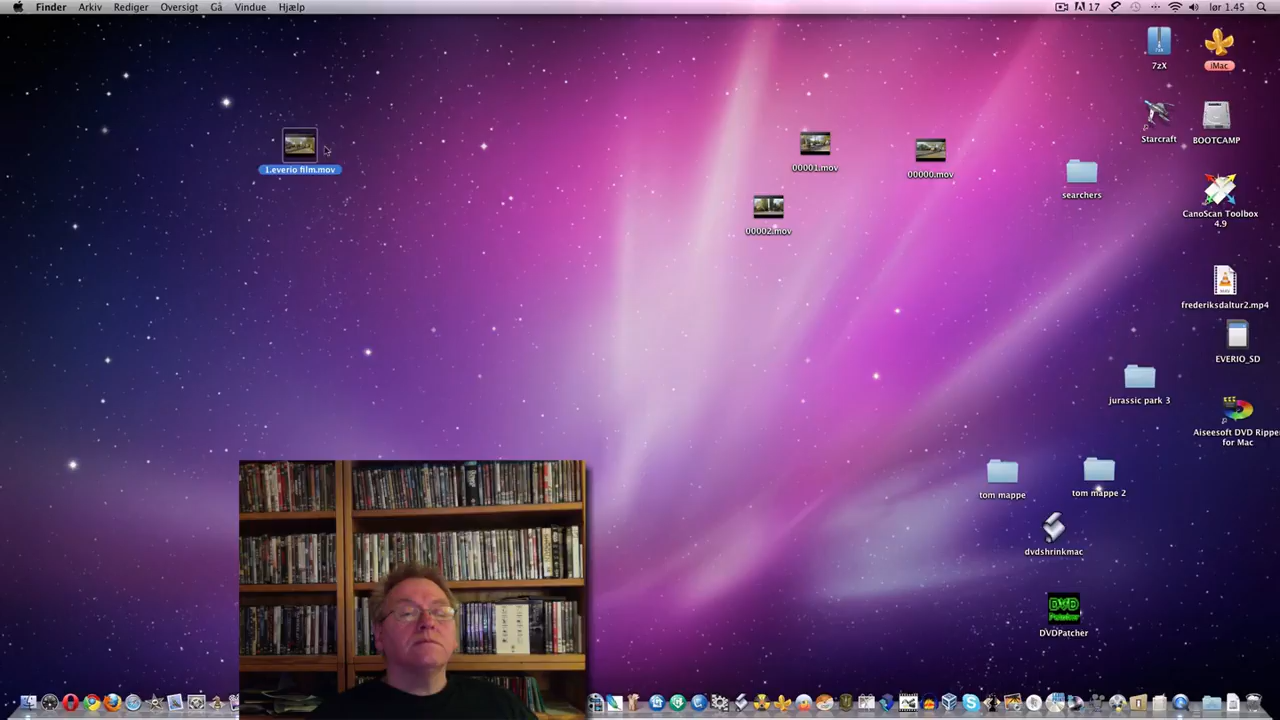 Finder Arkiv Rediger Oversigt Gå Vindue Hjælp
17 lør 1.45
7zX
iMac
Starcraft
BOOTCAMP
1.everio film.mov
00001.mov
00000.mov
searchers
00002.mov
CanoScan Toolbox
4.9
frederiksdaltur2.mp4
EVERIO_SD
jurassic park 3
Aiseesoft DVD Ripper
for Mac
tom mappe
tom mappe 2
dvdshrinkmac
DVD
DVDPatcher